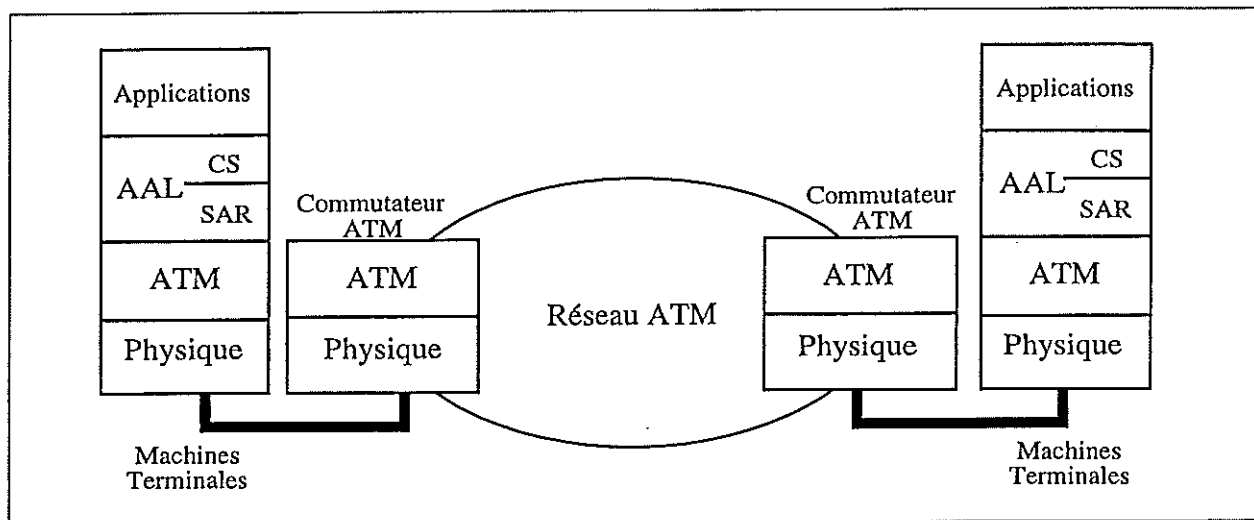 Applications
AAL
CS
SAR
ATM
Physique
Machines
Terminales
Commutateur
ATM
ATM
Physique
Réseau ATM
Commutateur
ATM
ATM
Physique
Applications
AAL
CS
SAR
ATM
Physique
Machines
Terminales